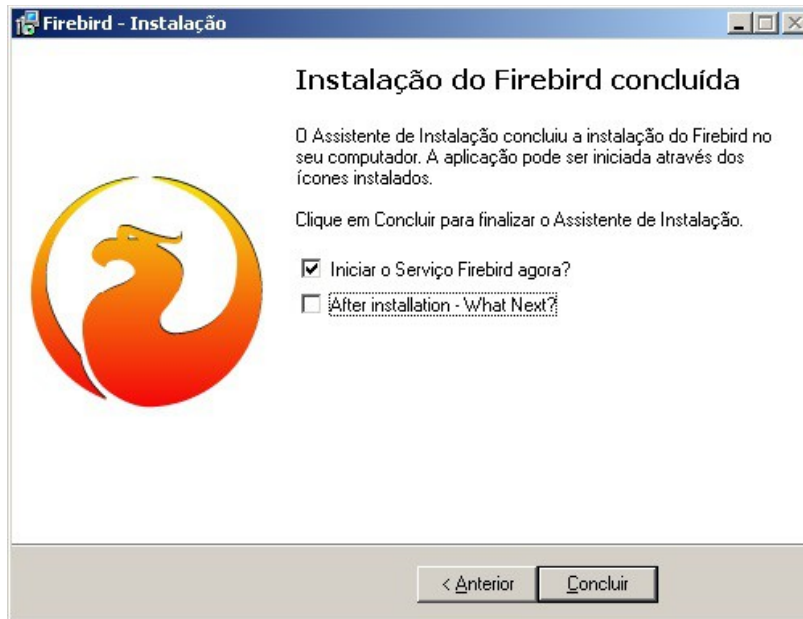 Firebird - Instalação
Instalação do Firebird concluída
O Assistente de Instalação concluiu a instalação do Firebird no
seu computador. A aplicação pode ser iniciada através dos
ícones instalados.
Clique em Concluir para finalizar o Assistente de Instalação.
Iniciar o Serviço Firebird agora?
After installation - What Next?
< Anterior
Concluir